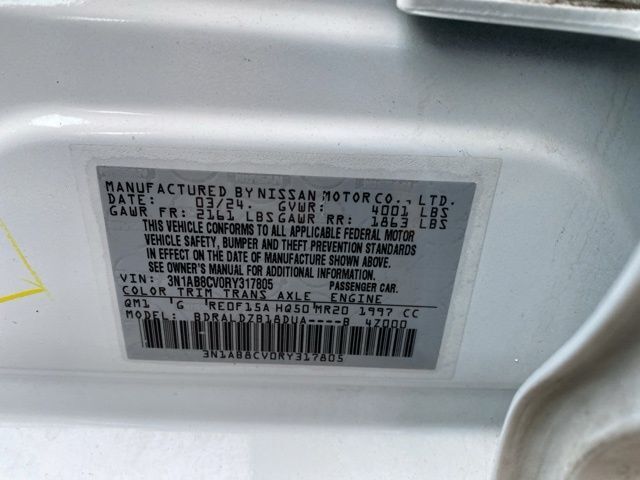 MANUFACTURED BY NISSAN MOTOR CO., LTD.
DATE: 03/24 GVWR: 4001 LBS
GAWR FR: 2161 LBS GAWR RR: 1863 LBS
THIS VEHICLE CONFORMS TO ALL APPLICABLE FEDERAL MOTOR
VEHICLE SAFETY, BUMPER AND THEFT PREVENTION STANDARDS
IN EFFECT ON THE DATE OF MANUFACTURE SHOWN ABOVE.
SEE OWNER'S MANUAL FOR ADDITIONAL INFORMATION.
VIN: 3N1AB8CV0RY317805 PASSENGER CAR.
COLOR TRIM TRANS AXLE ENGINE
QM1 G RE0F15A HQ50 MR20 1997 CC
MODEL: BDRALDZB18DUA----B 47000
3N1AB8CV0RY317805